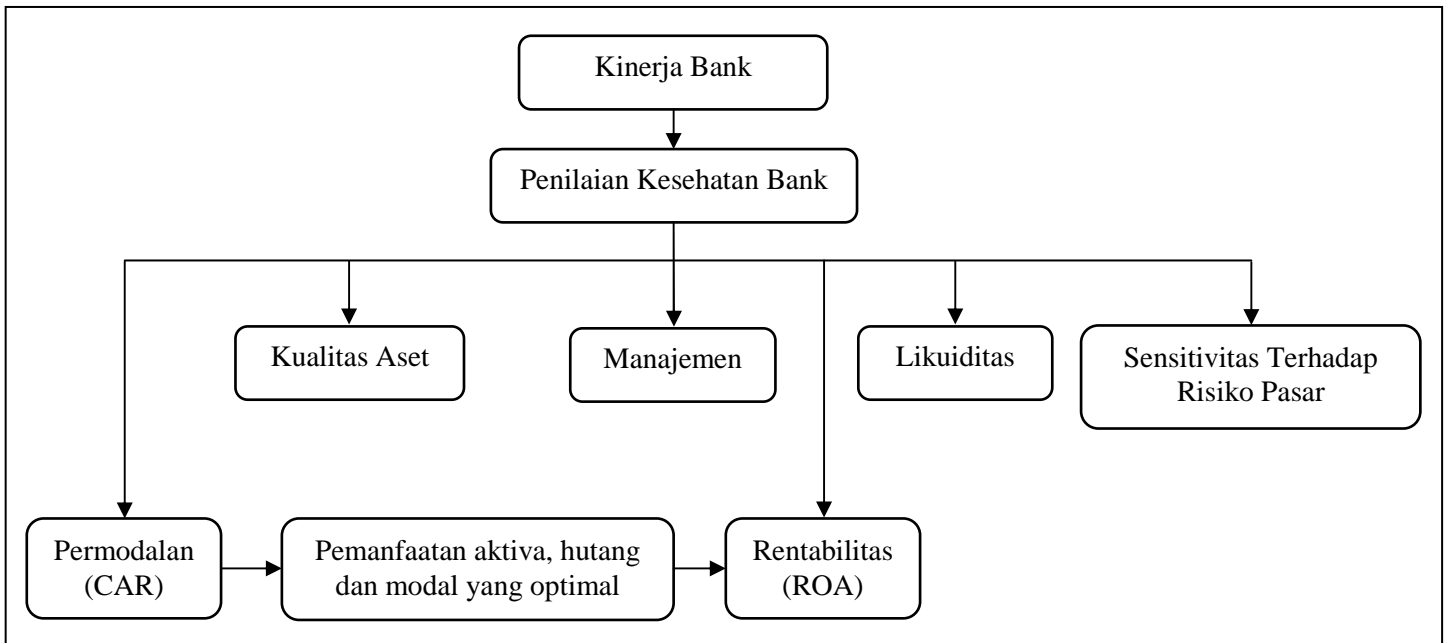 Kinerja Bank
Penilaian Kesehatan Bank
Kualitas Aset
Manajemen
Likuiditas
Sensitivitas Terhadap
Risiko Pasar
Permodalan
(CAR)
Pemanfaatan aktiva, hutang
dan modal yang optimal
Rentabilitas
(ROA)